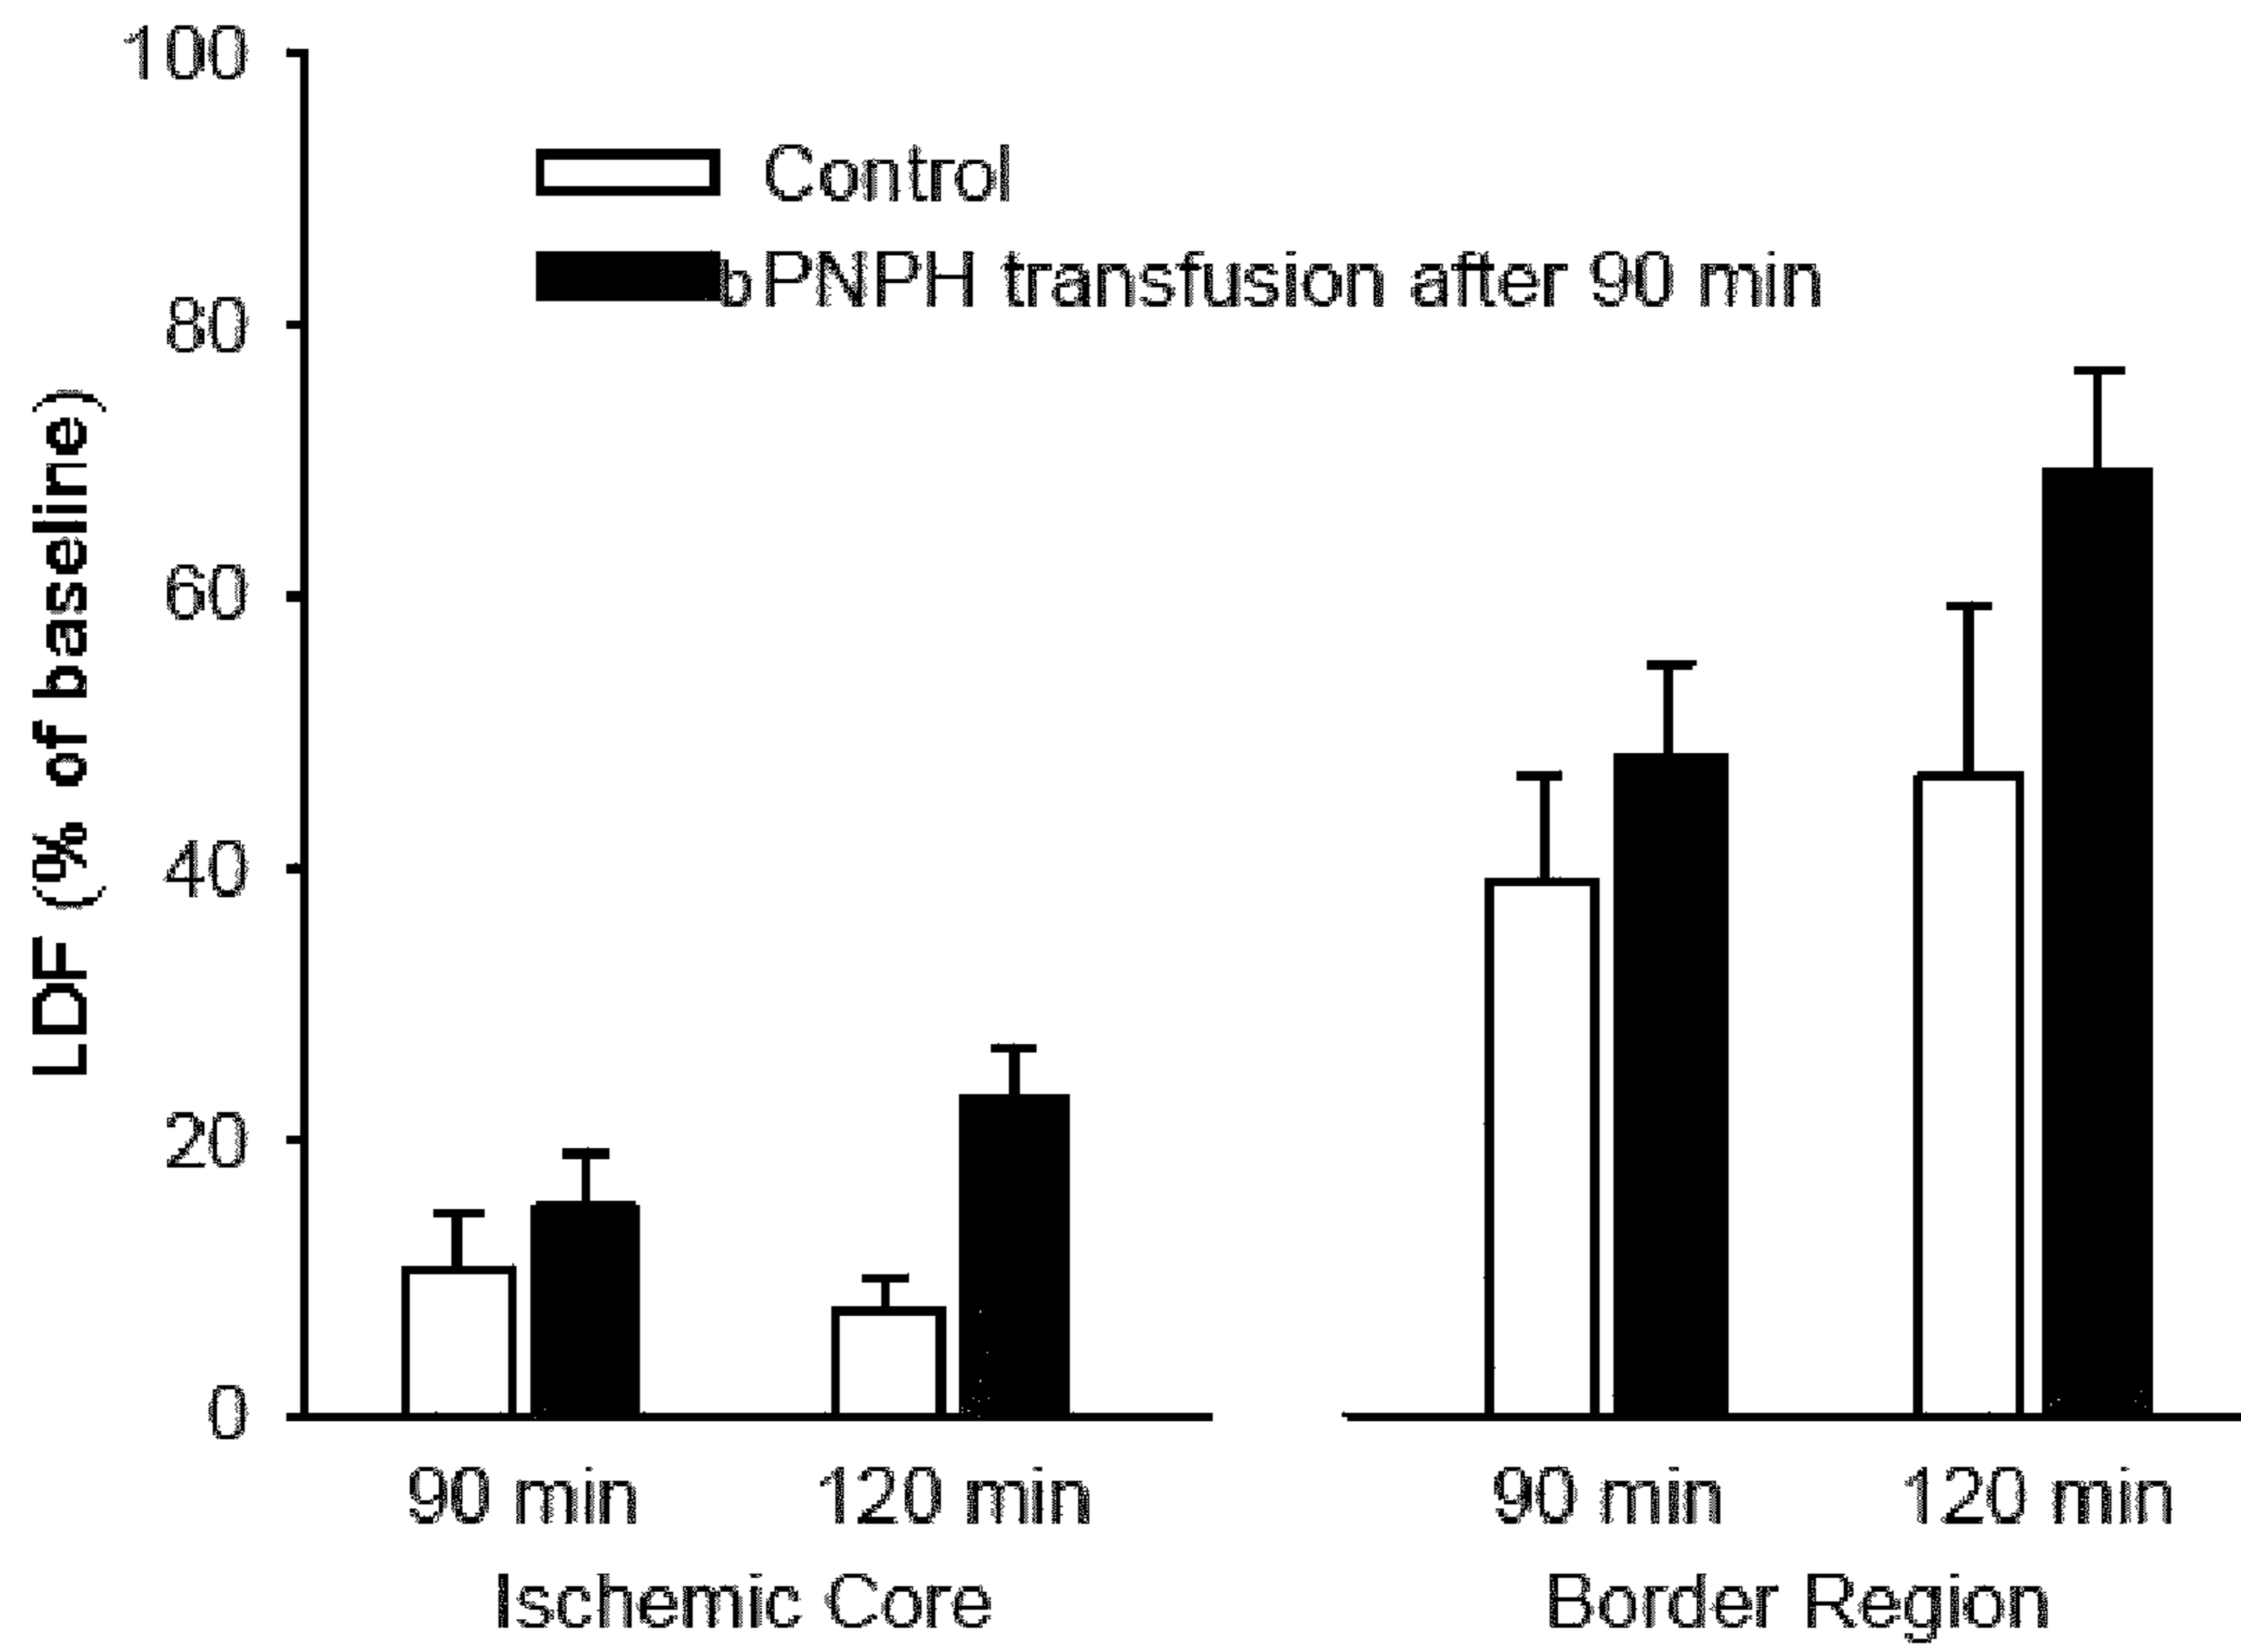 100
80
60
40
20
0
LDF (% of baseline)
Control
bPNPH transfusion after 90 min
90 min
120 min
90 min
120 min
Ischemic Core
Border Region